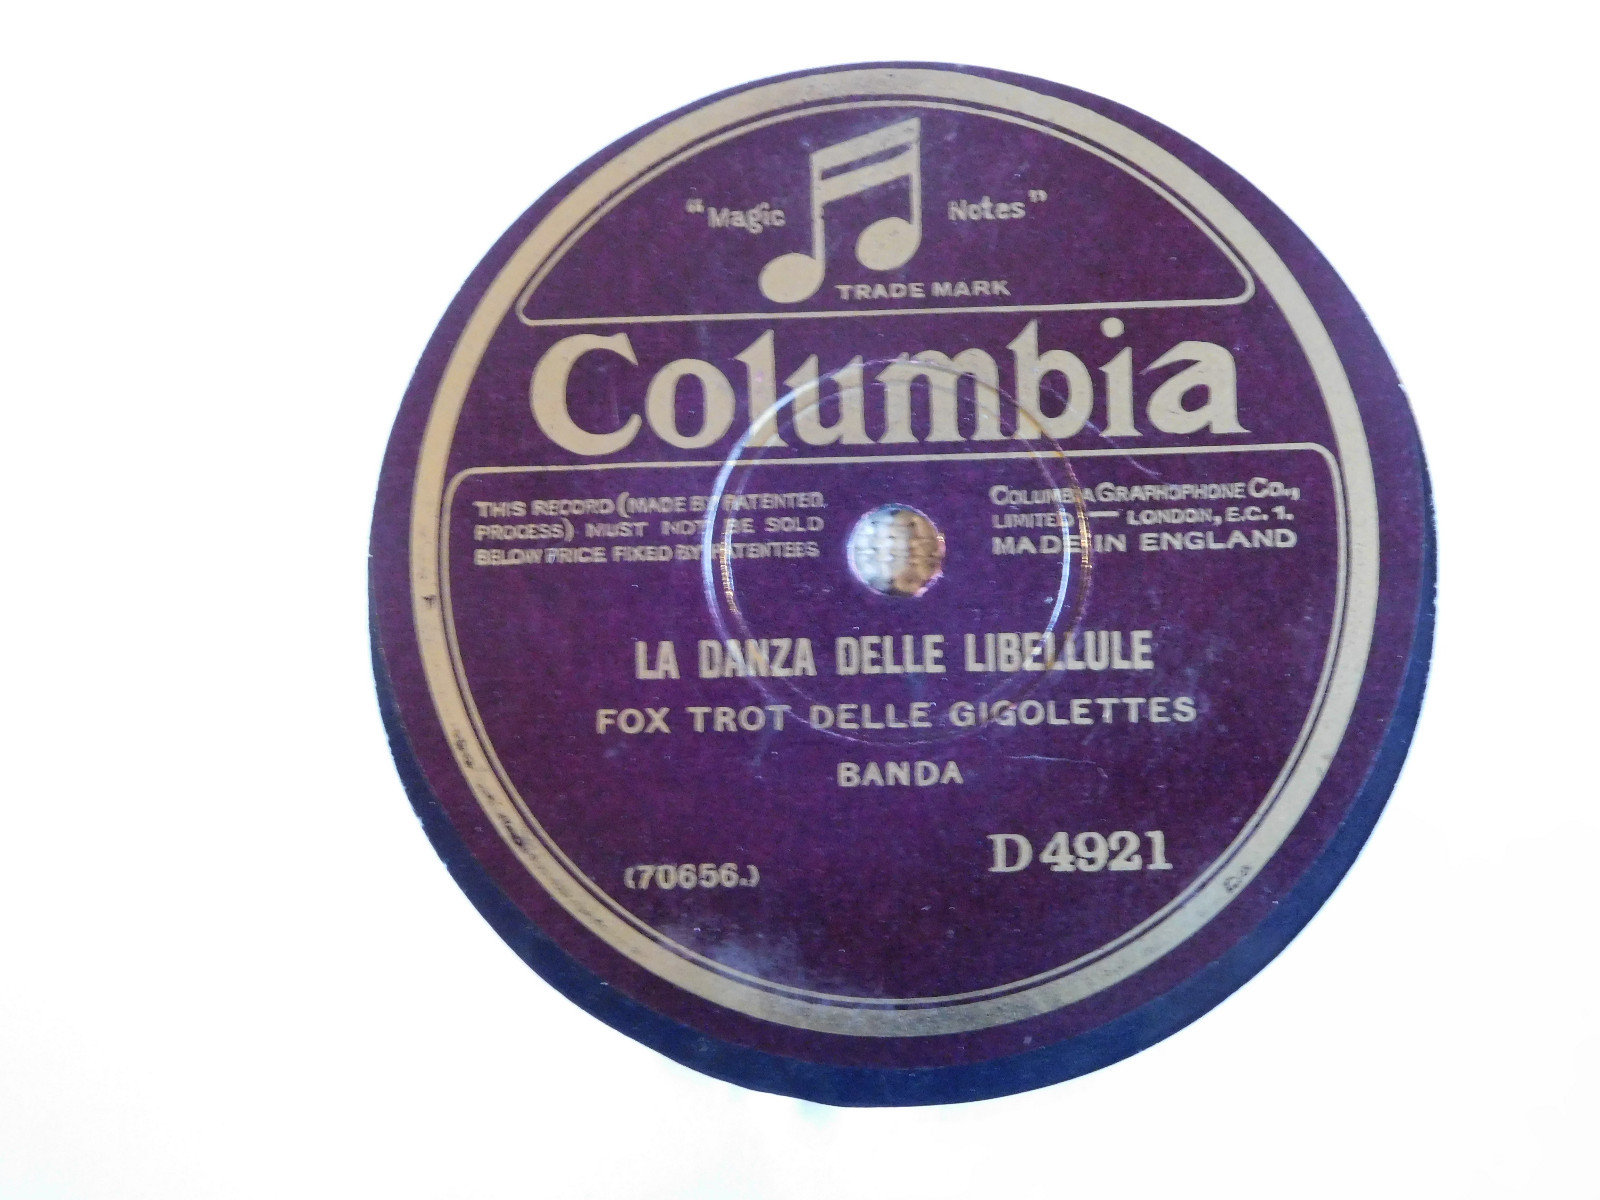 "Magic Notes"
TRADE MARK
Columbia
THIS RECORD (MADE BY PATENTED
PROCESS) MUST NOT BE SOLD
BELOW PRICE FIXED BY PATENTEES
COLUMBIA GRAPHOPHONE CO.,
LIMITED — LONDON, E.C. 1.
MADE IN ENGLAND
LA DANZA DELLE LIBELLULE
FOX TROT DELLE GIGOLETTES
BANDA
D 4921
(70656.)